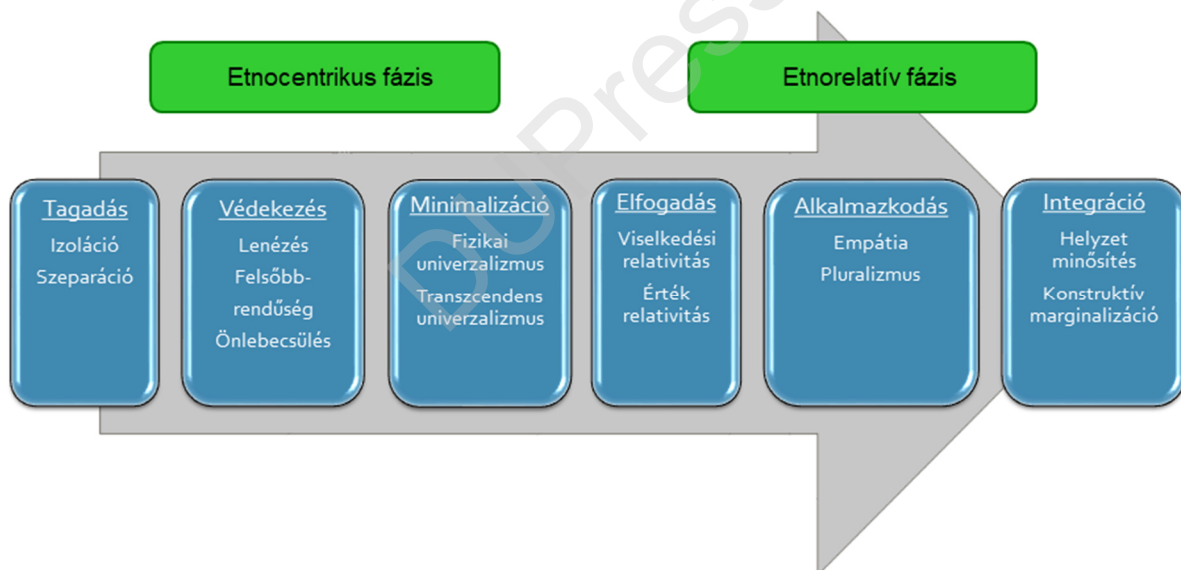 DUPress
Etnocentrikus fázis
Etnorelatív fázis
Tagadás
Izoláció
Szeparáció
Védekezés
Lenézés
Felsőbb-
rendűség
Önlebecsülés
Minimalizáció
Fizikai
univerzalizmus
Transzcendens
univerzalizmus
Elfogadás
Viselkedési
relativitás
Érték
relativitás
Alkalmazkodás
Empátia
Pluralizmus
Integráció
Helyzet
minősítés
Konstruktív
marginalizáció